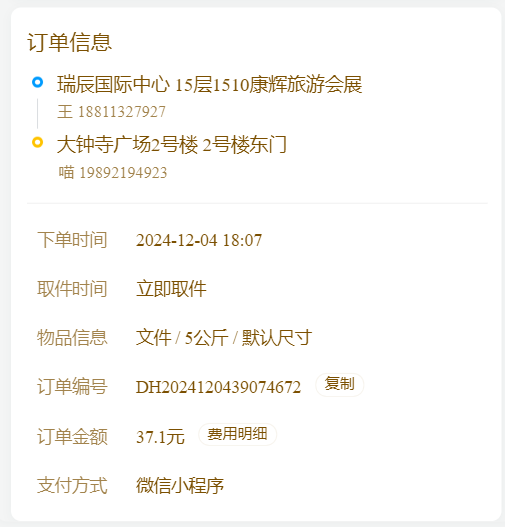 订单信息
瑞辰国际中心 15层1510康辉旅游会展
王 18811327927
大钟寺广场2号楼 2号楼东门
喵 19892194923
下单时间 2024-12-04 18:07
取件时间 立即取件
物品信息 文件 / 5公斤 / 默认尺寸
订单编号 DH2024120439074672 复制
订单金额 37.1元 费用明细
支付方式 微信小程序